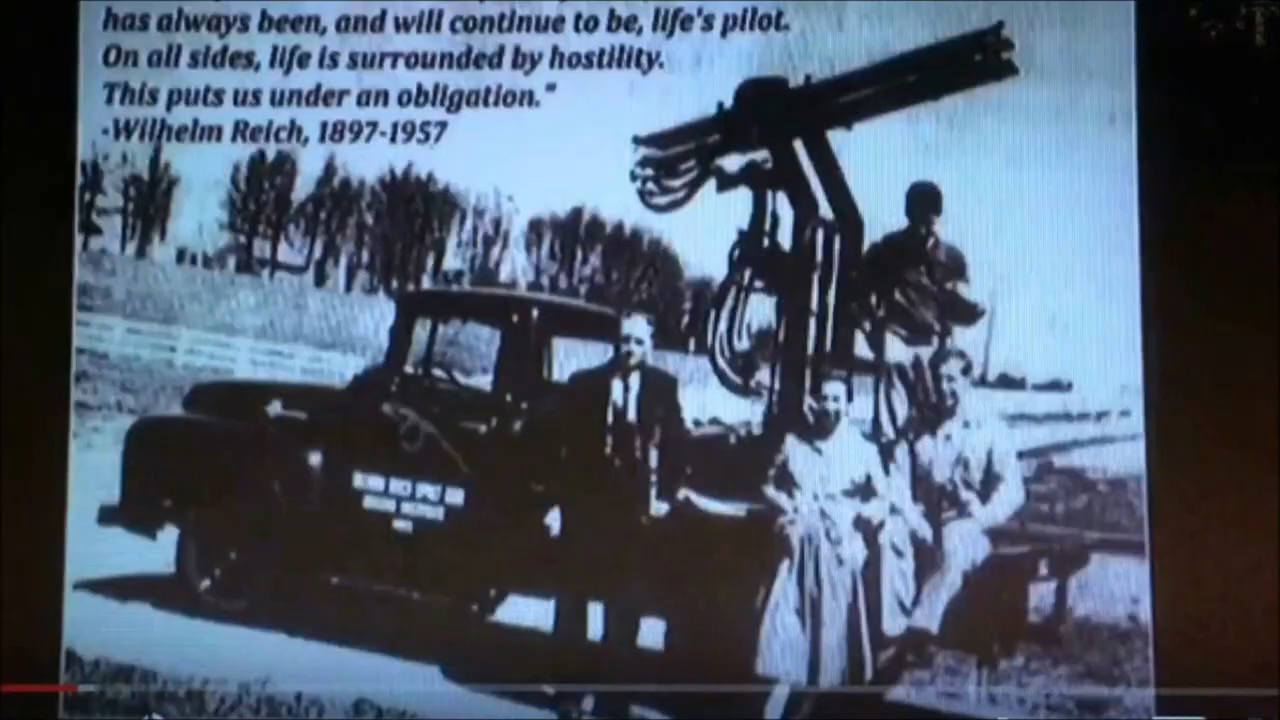 has always been, and will continue to be, life's pilot.
On all sides, life is surrounded by hostility.
This puts us under an obligation."
-Wilhelm Reich, 1897-1957